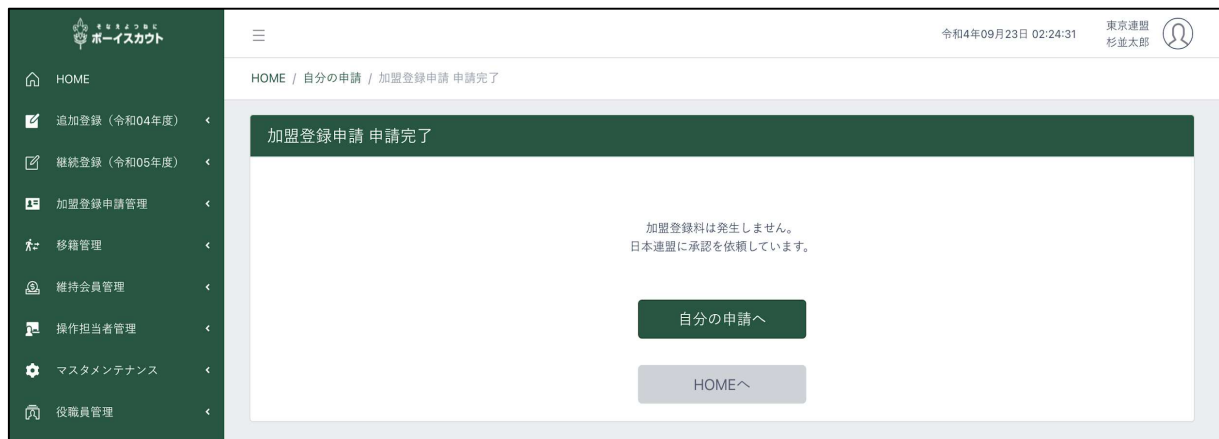 そなえよつねに
ボーイスカウト
令和4年09月23日 02:24:31
東京連盟
杉並太郎
HOME
追加登録（令和04年度）
継続登録（令和05年度）
加盟登録申請管理
移籍管理
維持会員管理
操作担当者管理
マスタメンテナンス
役職員管理
HOME / 自分の申請 / 加盟登録申請 申請完了
加盟登録申請 申請完了
加盟登録料は発生しません。
日本連盟に承認を依頼しています。
自分の申請へ
HOMEへ